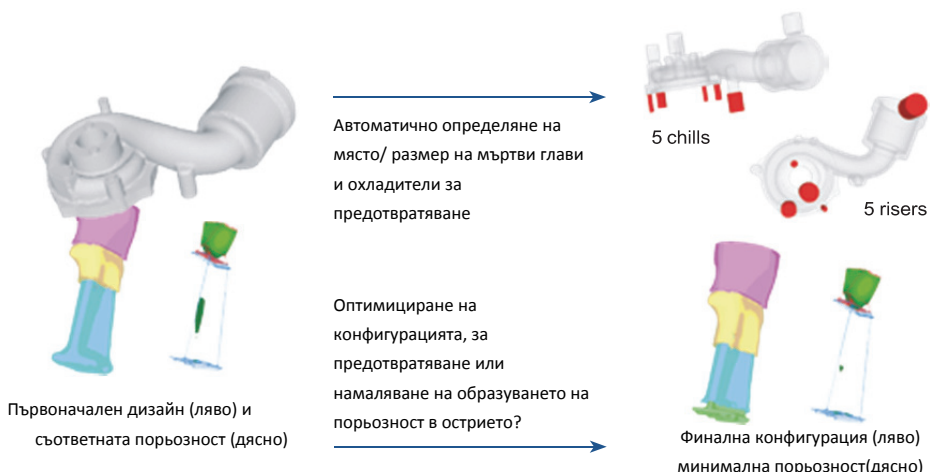 5 chills
Автоматично определяне на
място/ размер на мъртви глави
и охладители за
предотвратяване
5 risers
Оптимициране на
конфигурацията, за
предотвратяване или
намаляване на образуването на
порьозност в острието?
Първоначален дизайн (ляво) и
съответната порьозност (дясно)
Финална конфигурация (ляво)
минимална порьозност(дясно)